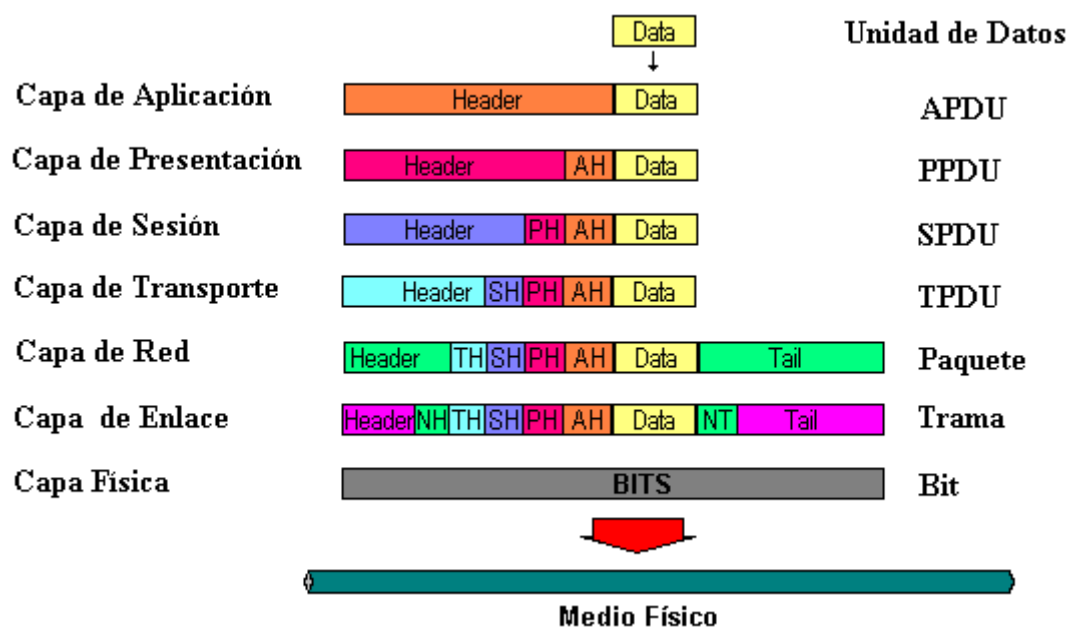 Data Unidad de Datos
Capa de Aplicación Header Data APDU
Capa de Presentación Header AH Data PPDU
Capa de Sesión Header PH AH Data SPDU
Capa de Transporte Header SH PH AH Data TPDU
Capa de Red Header TH SH PH AH Data Tail Paquete
Capa de Enlace Header NH TH SH PH AH Data NT Tail Trama
Capa Física BITS Bit
Medio Físico